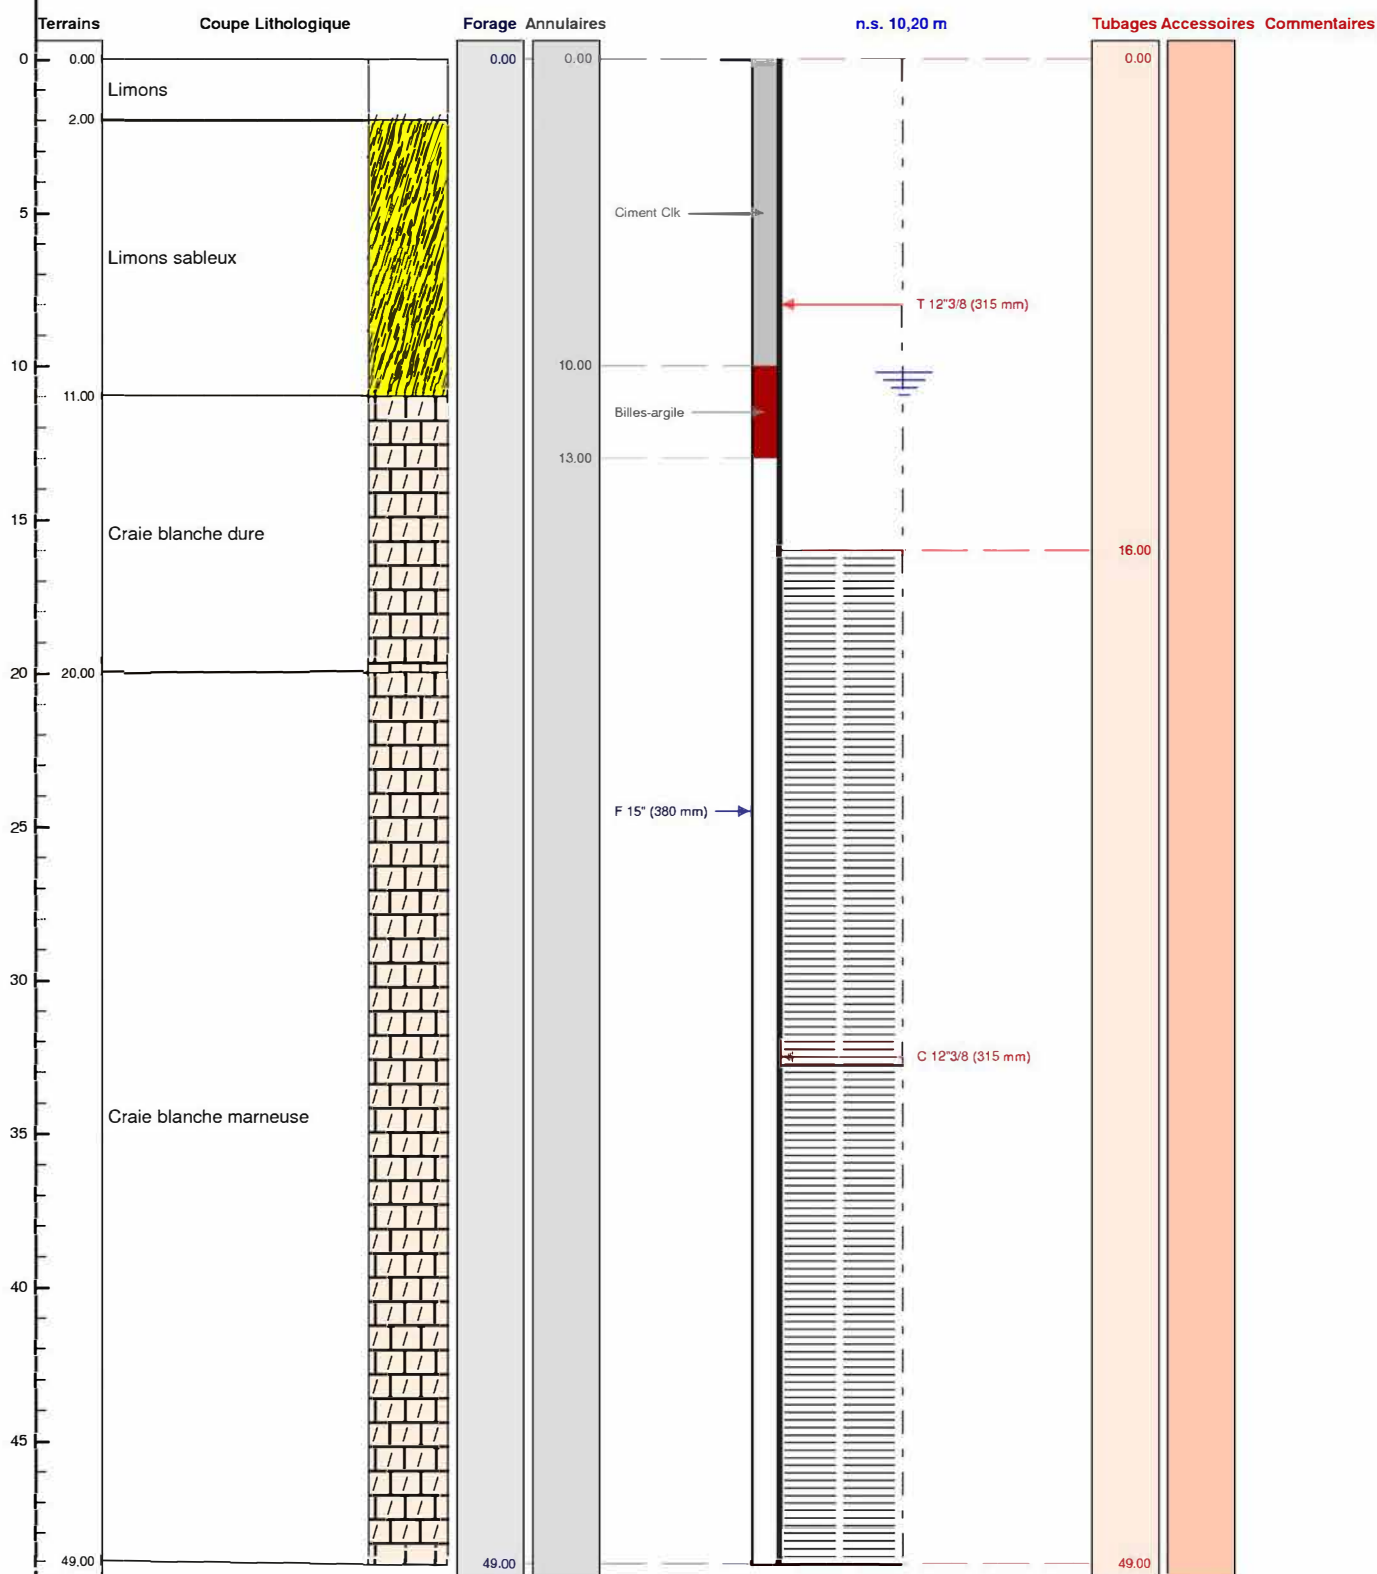 Terrains Coupe Lithologique Forage Annulaires n.s. 10,20 m Tubages Accessoires Commentaires
0 0.00 0.00 0.00 0.00
Limons
2.00
5 Ciment Clk
Limons sableux
T 12"3/8 (315 mm)
10 10.00
11.00
Billes-argile
13.00
15
Craie blanche dure
16.00
20 20.00
F 15" (380 mm)
25
30
C 12"3/8 (315 mm)
Craie blanche marneuse
35
40
45
49.00 49.00 49.00